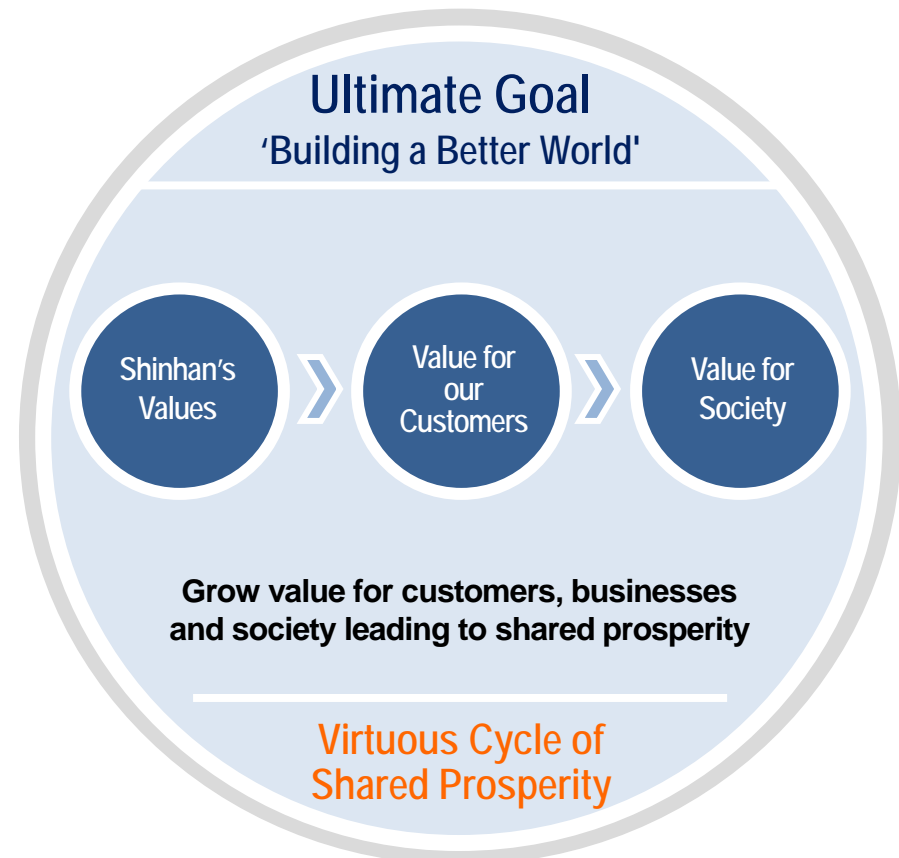 Ultimate Goal
‘Building a Better World'
Shinhan’s
Values
Value for
our
Customers
Value for
Society
Grow value for customers, businesses
and society leading to shared prosperity
Virtuous Cycle of
Shared Prosperity